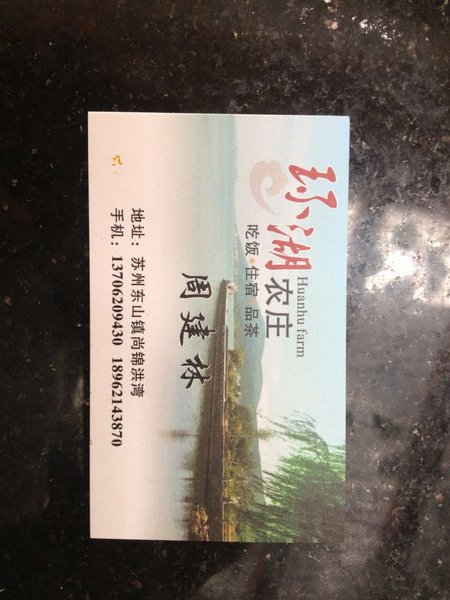 环湖农庄
Huanhu farm
吃饭 住宿 品茶
周建林
地址：苏州东山镇尚锦洪湾
手机：13706209430 18962143870